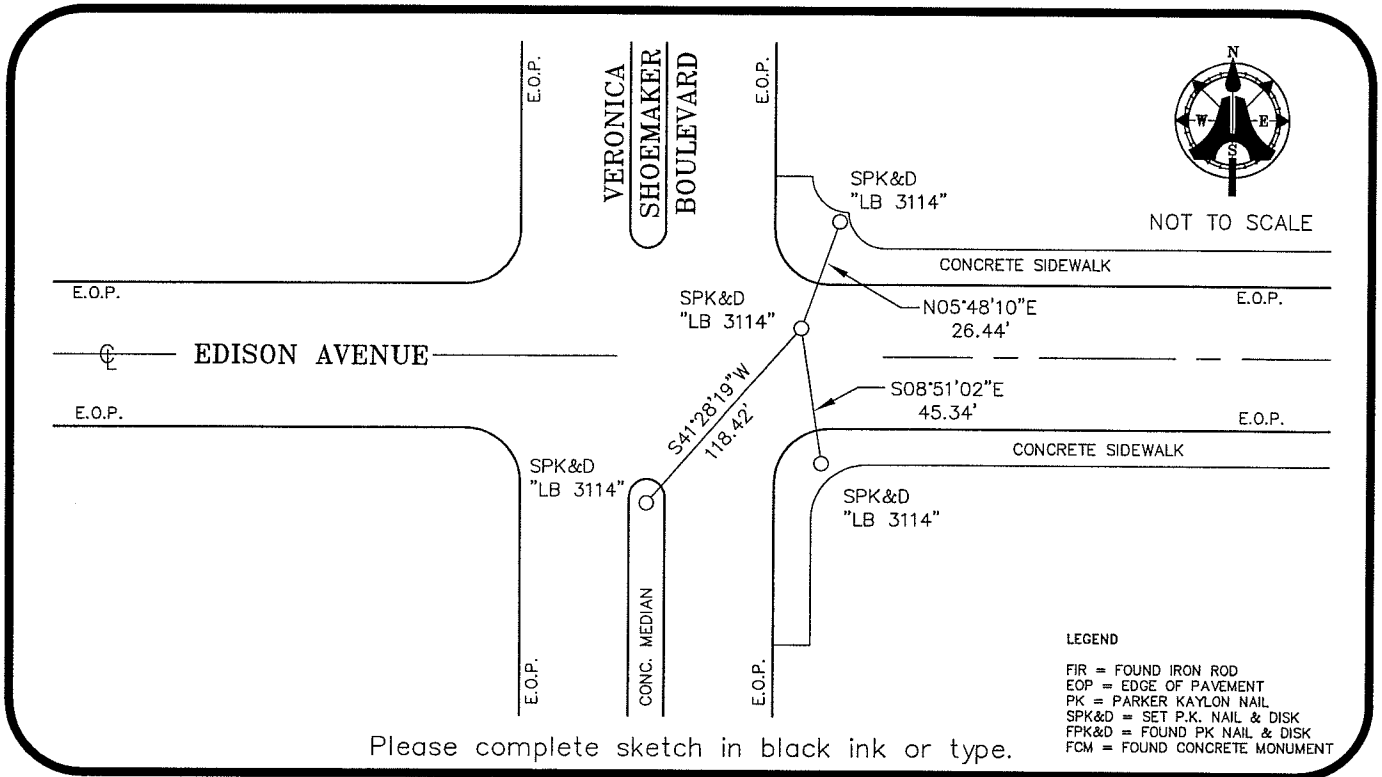 E.O.P.
VERONICA
SHOEMAKER
BOULEVARD
E.O.P.
N
W E
S
NOT TO SCALE
SPK&D
"LB 3114"
CONCRETE SIDEWALK
E.O.P.
E.O.P.
SPK&D
"LB 3114"
N05°48'10"E
26.44'
℄ EDISON AVENUE
S08°51'02"E
45.34'
E.O.P.
E.O.P.
S41°28'19"W
118.42'
CONCRETE SIDEWALK
SPK&D
"LB 3114"
SPK&D
"LB 3114"
CONC. MEDIAN
E.O.P.
E.O.P.
LEGEND
FIR = FOUND IRON ROD
EOP = EDGE OF PAVEMENT
PK = PARKER KAYLON NAIL
SPK&D = SET P.K. NAIL & DISK
FPK&D = FOUND PK NAIL & DISK
FCM = FOUND CONCRETE MONUMENT
Please complete sketch in black ink or type.